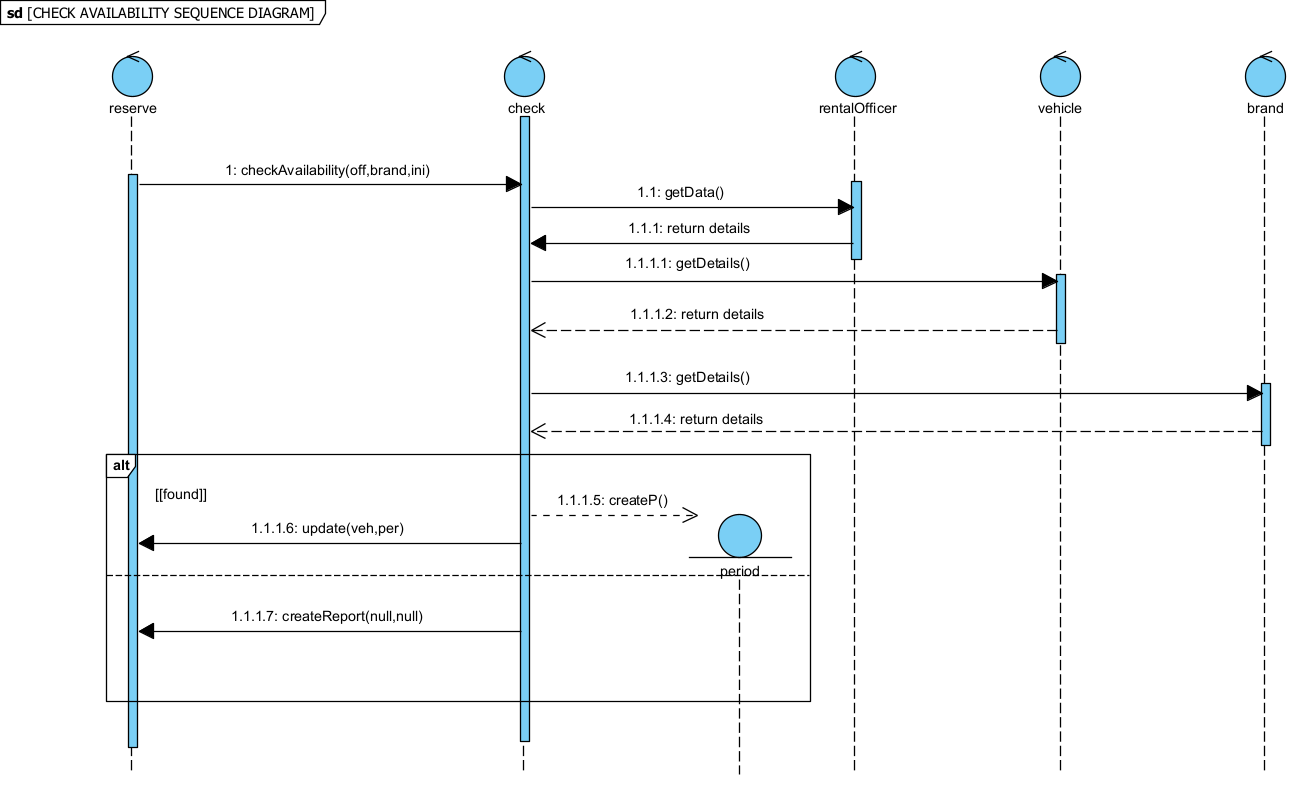 sd [CHECK AVAILABILITY SEQUENCE DIAGRAM]
reserve
check
rentalOfficer
vehicle
brand
1: checkAvailability(off,brand,ini)
1.1: getData()
1.1.1: return details
1.1.1.1: getDetails()
1.1.1.2: return details
1.1.1.3: getDetails()
1.1.1.4: return details
alt
[[found]]
1.1.1.5: createP()
1.1.1.6: update(veh,per)
period
1.1.1.7: createReport(null,null)